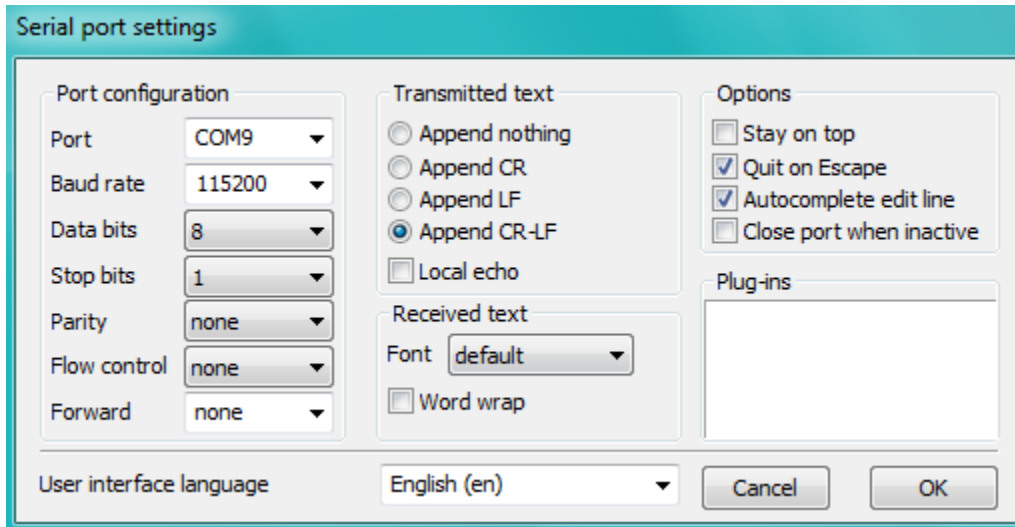 Serial port settings
Port configuration
Port COM9
Baud rate 115200
Data bits 8
Stop bits 1
Parity none
Flow control none
Forward none
Transmitted text
Append nothing
Append CR
Append LF
Append CR-LF
Local echo
Received text
Font default
Word wrap
Options
Stay on top
Quit on Escape
Autocomplete edit line
Close port when inactive
Plug-ins
User interface language English (en)
Cancel OK